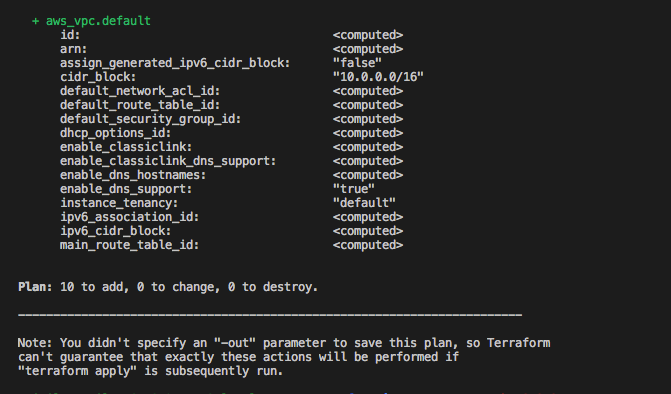 + aws_vpc.default
id: <computed>
arn: <computed>
assign_generated_ipv6_cidr_block: "false"
cidr_block: "10.0.0.0/16"
default_network_acl_id: <computed>
default_route_table_id: <computed>
default_security_group_id: <computed>
dhcp_options_id: <computed>
enable_classiclink: <computed>
enable_classiclink_dns_support: <computed>
enable_dns_hostnames: <computed>
enable_dns_support: "true"
instance_tenancy: "default"
ipv6_association_id: <computed>
ipv6_cidr_block: <computed>
main_route_table_id: <computed>
Plan: 10 to add, 0 to change, 0 to destroy.
------------------------------------------------------------------------
Note: You didn't specify an "-out" parameter to save this plan, so Terraform
can't guarantee that exactly these actions will be performed if
"terraform apply" is subsequently run.